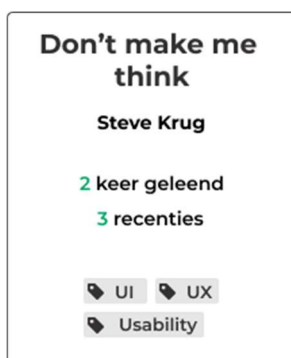 Don’t make me
think
Steve Krug
2 keer geleend
3 recenties
UI UX
Usability